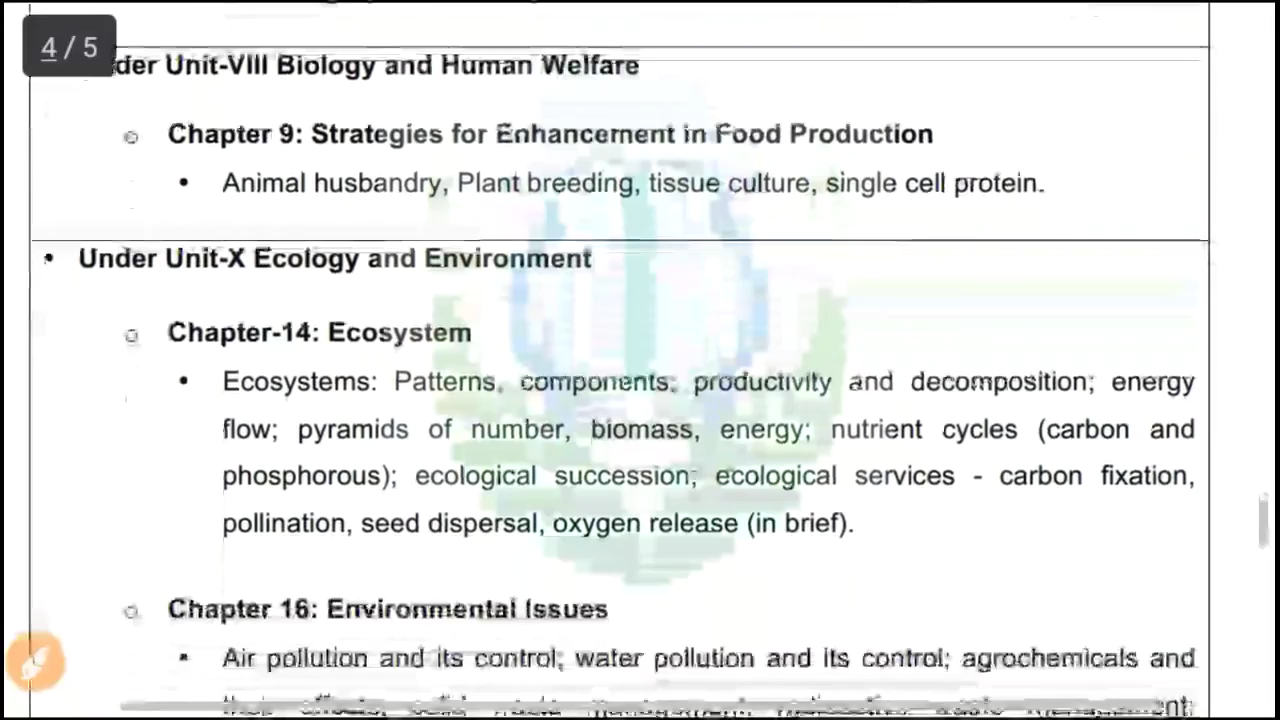 4 / 5
der Unit-VIII Biology and Human Welfare
Chapter 9: Strategies for Enhancement in Food Production
• Animal husbandry, Plant breeding, tissue culture, single cell protein.
• Under Unit-X Ecology and Environment
Chapter-14: Ecosystem
• Ecosystems: Patterns, components; productivity and decomposition; energy
flow; pyramids of number, biomass, energy; nutrient cycles (carbon and
phosphorous); ecological succession; ecological services - carbon fixation,
pollination, seed dispersal, oxygen release (in brief).
Chapter 16: Environmental Issues
Air pollution and its control; water pollution and its control; agrochemicals and